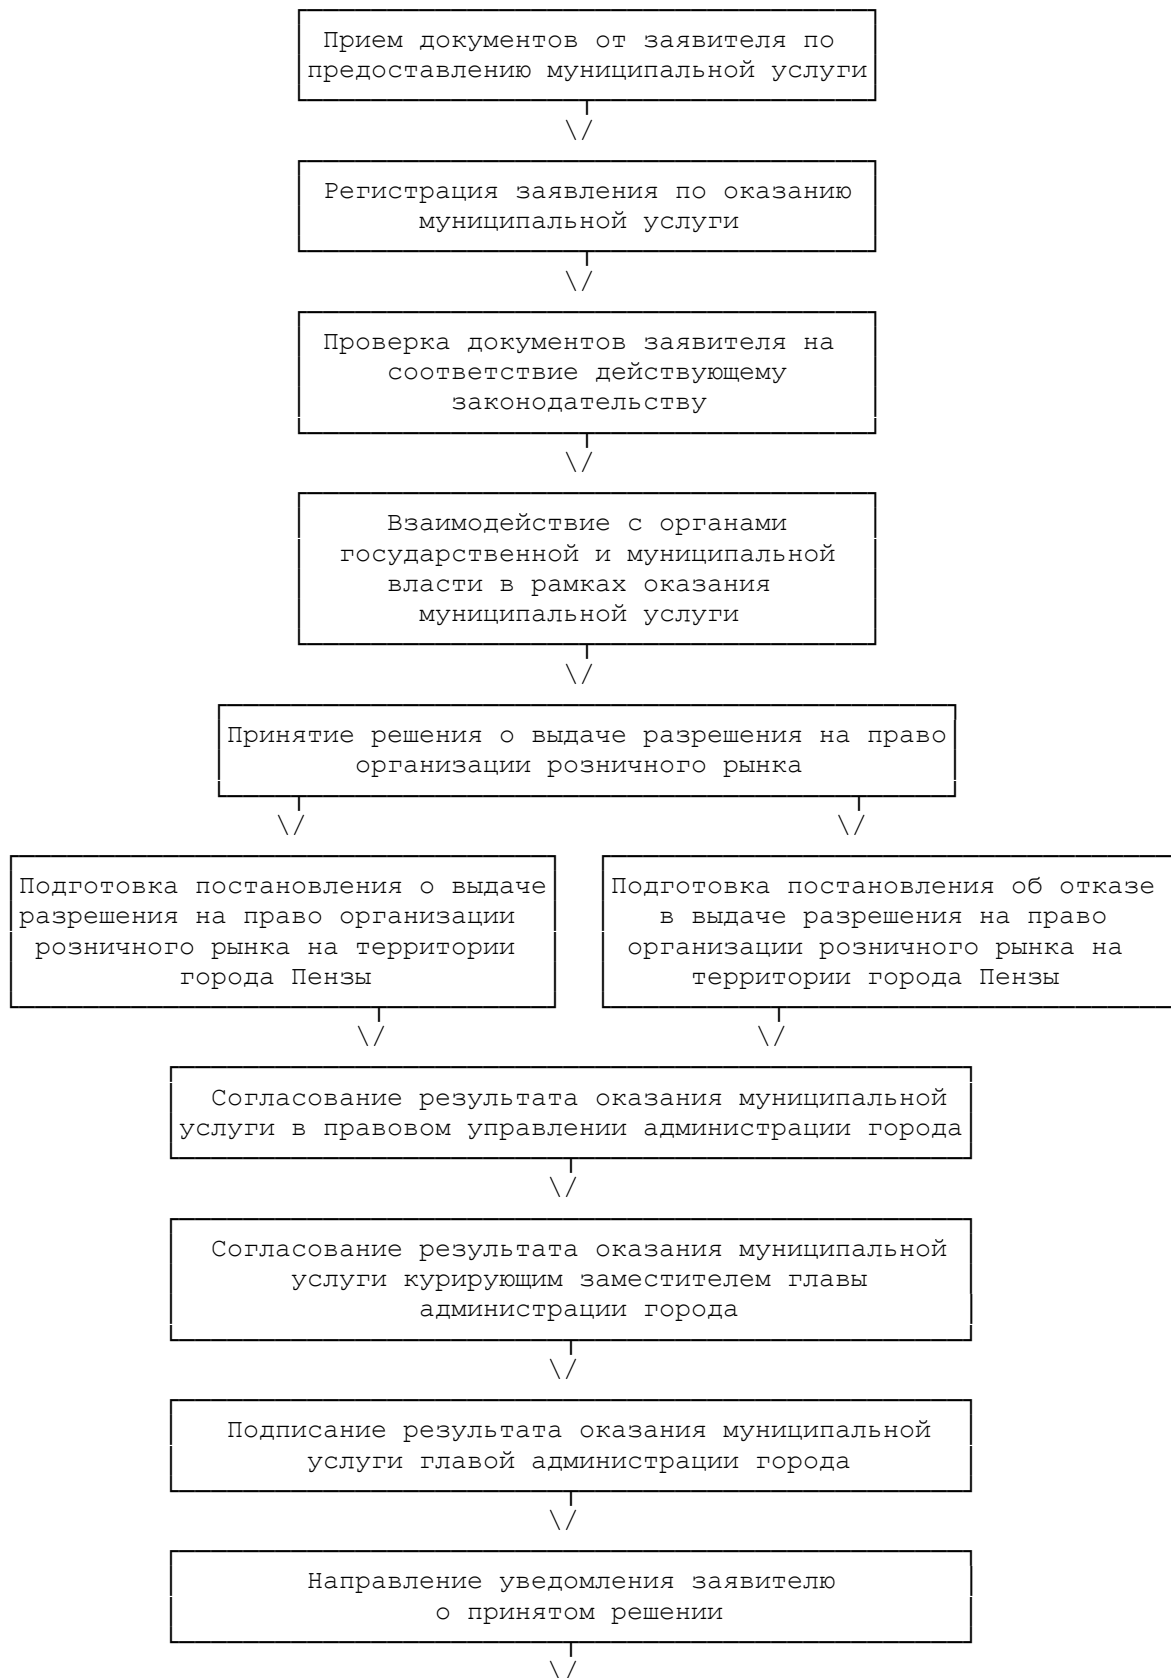 Прием документов от заявителя по
предоставлению муниципальной услуги
\/
Регистрация заявления по оказанию
муниципальной услуги
\/
Проверка документов заявителя на
соответствие действующему
законодательству
\/
Взаимодействие с органами
государственной и муниципальной
власти в рамках оказания
муниципальной услуги
\/
Принятие решения о выдаче разрешения на право
организации розничного рынка
\/ \/
Подготовка постановления о выдаче
разрешения на право организации
розничного рынка на территории
города Пензы
Подготовка постановления об отказе
в выдаче разрешения на право
организации розничного рынка на
территории города Пензы
\/ \/
Согласование результата оказания муниципальной
услуги в правовом управлении администрации города
\/
Согласование результата оказания муниципальной
услуги курирующим заместителем главы
администрации города
\/
Подписание результата оказания муниципальной
услуги главой администрации города
\/
Направление уведомления заявителю
о принятом решении
\/